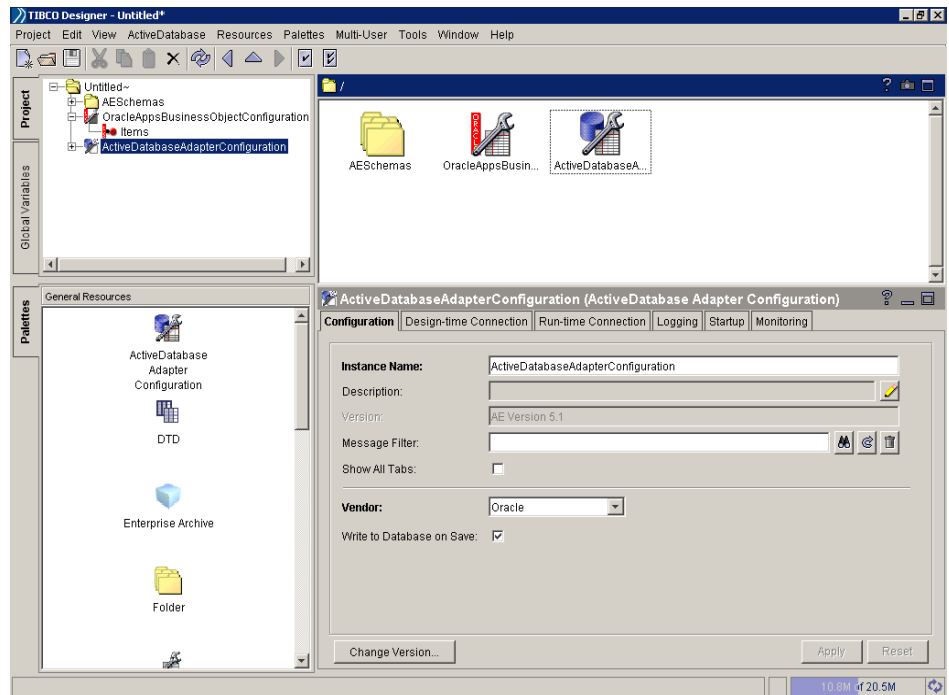 TIBCO Designer - Untitled*
Project Edit View ActiveDatabase Resources Palettes Multi-User Tools Window Help
Project
Global Variables
Untitled~
AESchemas
OracleAppsBusinessObjectConfiguration
Items
ActiveDatabaseAdapterConfiguration
/
AESchemas
OracleAppsBusin...
ActiveDatabaseA...
Palettes
General Resources
ActiveDatabase
Adapter
Configuration
DTD
Enterprise Archive
Folder
ActiveDatabaseAdapterConfiguration (ActiveDatabase Adapter Configuration)
Configuration Design-time Connection Run-time Connection Logging Startup Monitoring
Instance Name: ActiveDatabaseAdapterConfiguration
Description:
Version: AE Version 5.1
Message Filter:
Show All Tabs:
Vendor: Oracle
Write to Database on Save:
Change Version... Apply Reset
10.8M of 20.5M